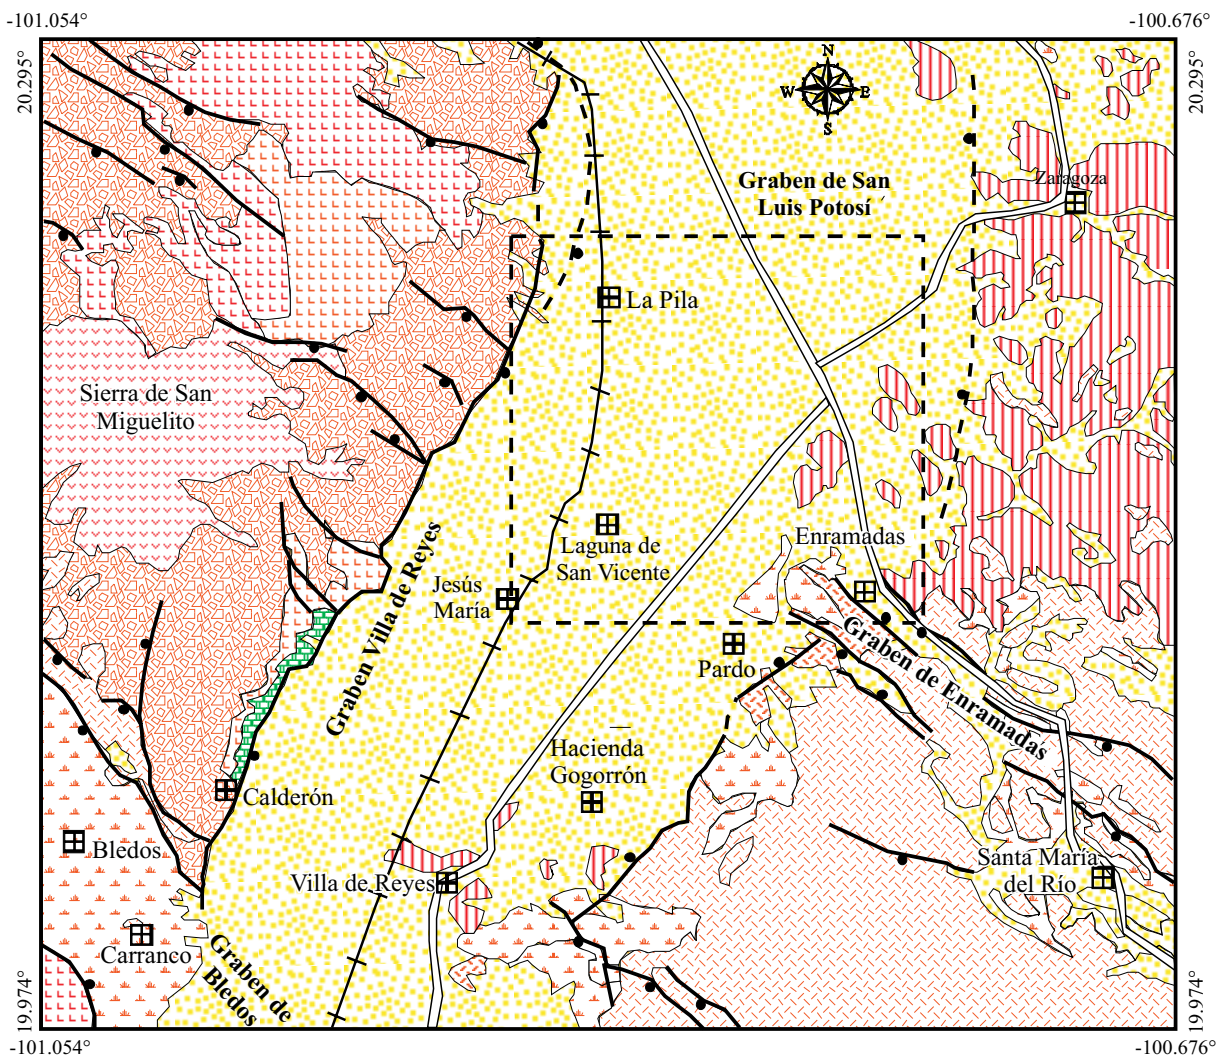 -101.054°
-100.676°
20.295°
20.295°
N
W
E
S
Graben de San
Luis Potosí
Zaragoza
La Pila
Sierra de San
Miguelito
Enramadas
Laguna de
San Vicente
Jesús
María
Graben Villa de Reyes
Graben de Enramadas
Pardo
Hacienda
Gogorrón
Calderón
Bledos
Santa María
del Río
Villa de Reyes
Carranco
Graben de
Bledos
19.974°
19.974°
-101.054°
-100.676°